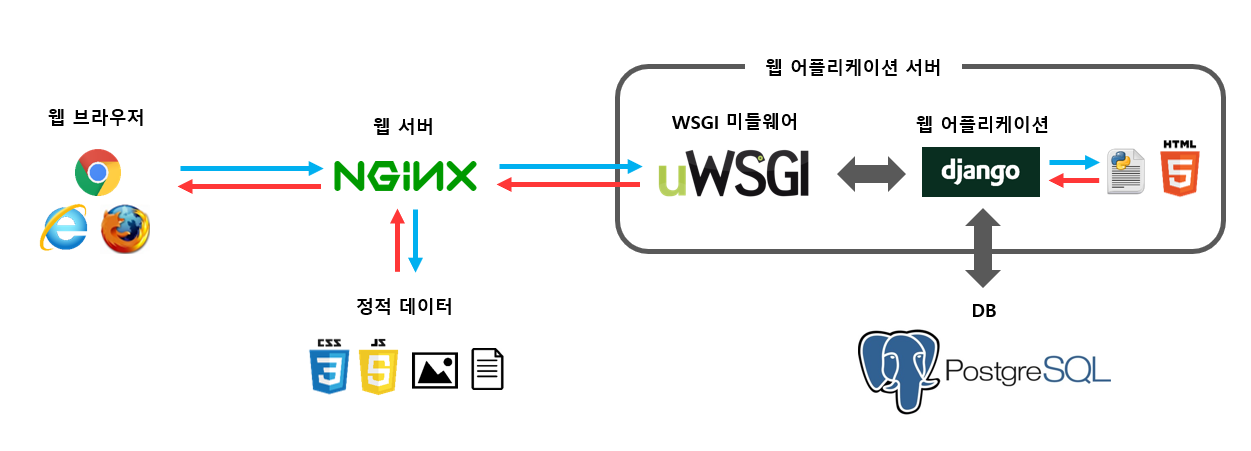 웹 어플리케이션 서버
웹 브라우저
웹 서버
WSGI 미들웨어
웹 어플리케이션
NGINX
uWSGI
django
HTML
5
정적 데이터
CSS
3
JS
5
DB
PostgreSQL